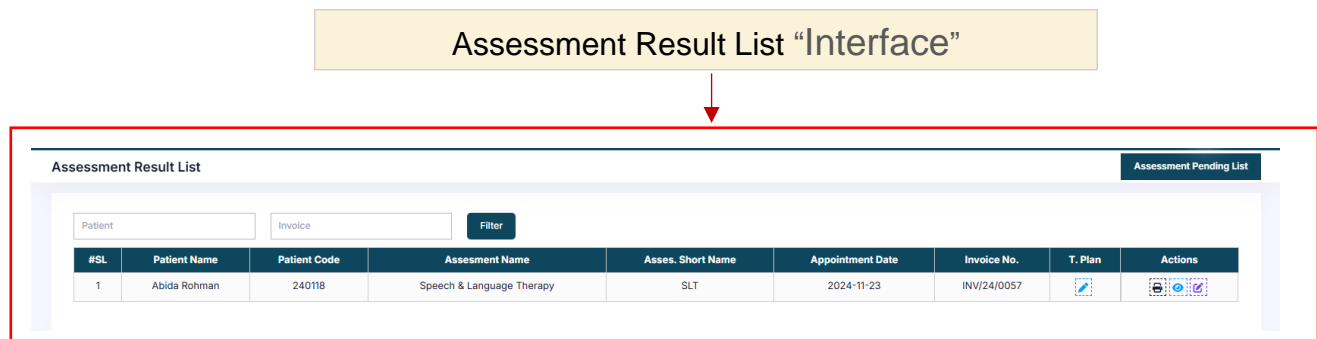 Assessment Result List “Interface”
Assessment Result List
Assessment Pending List
Patient Invoice Filter
#SL Patient Name Patient Code Assesment Name Asses. Short Name Appointment Date Invoice No. T. Plan Actions
1 Abida Rohman 240118 Speech & Language Therapy SLT 2024-11-23 INV/24/0057